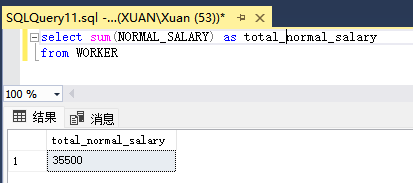 SQLQuery11.sql -...(XUAN\Xuan (53))*
select sum(NORMAL_SALARY) as total_normal_salary
from WORKER
100 %
结果 消息
total_normal_salary
1 35500